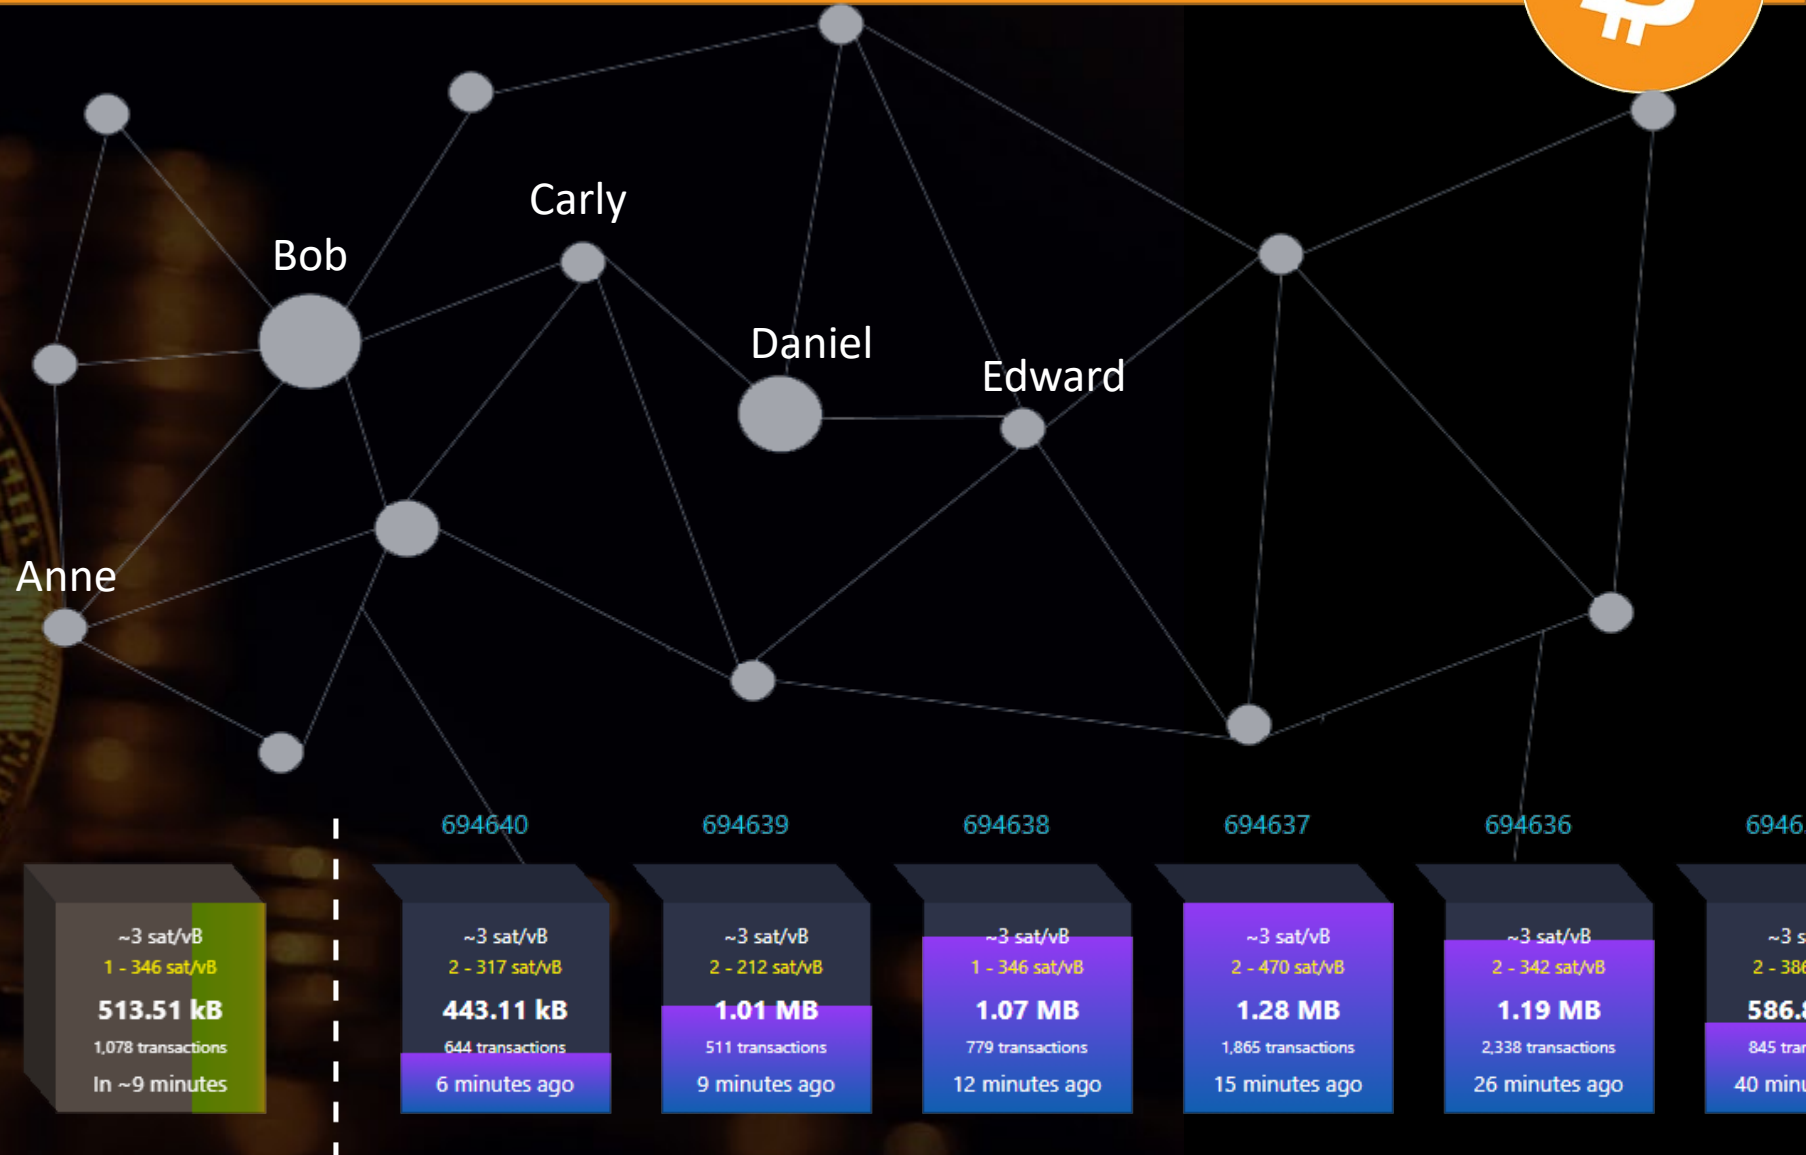 Carly
Bob
Daniel
Edward
Anne
694640
694639
694638
694637
694636
~3 sat/vB
1 - 346 sat/vB
513.51 kB
1,078 transactions
In ~9 minutes
~3 sat/vB
2 - 317 sat/vB
443.11 kB
644 transactions
6 minutes ago
~3 sat/vB
2 - 212 sat/vB
1.01 MB
511 transactions
9 minutes ago
~3 sat/vB
1 - 346 sat/vB
1.07 MB
779 transactions
12 minutes ago
~3 sat/vB
2 - 470 sat/vB
1.28 MB
1,865 transactions
15 minutes ago
~3 sat/vB
2 - 342 sat/vB
1.19 MB
2,338 transactions
26 minutes ago
~3
2 - 386
845
40